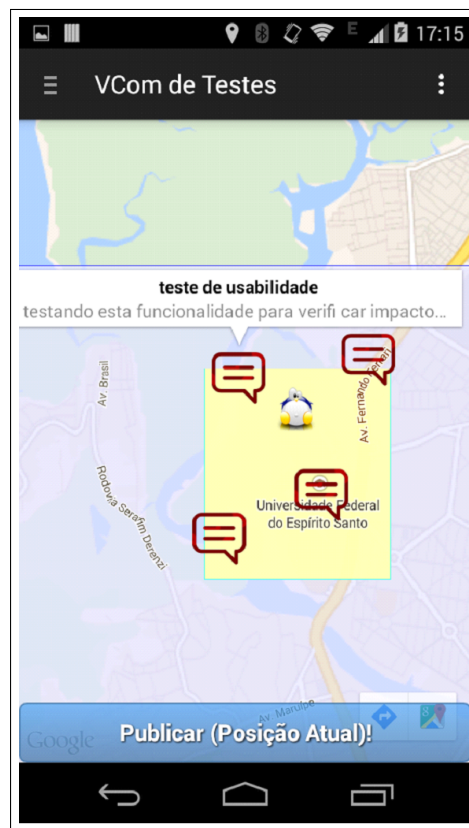 E 17:15
VCom de Testes
teste de usabilidade
testando esta funcionalidade para verifi car impacto...
Av. Brasil
Av. Fernando Ferrari
Rodovia Serafim Derenzi
Universidade Federal
do Espírito Santo
Av. Maruípe
Google
Publicar (Posição Atual)!